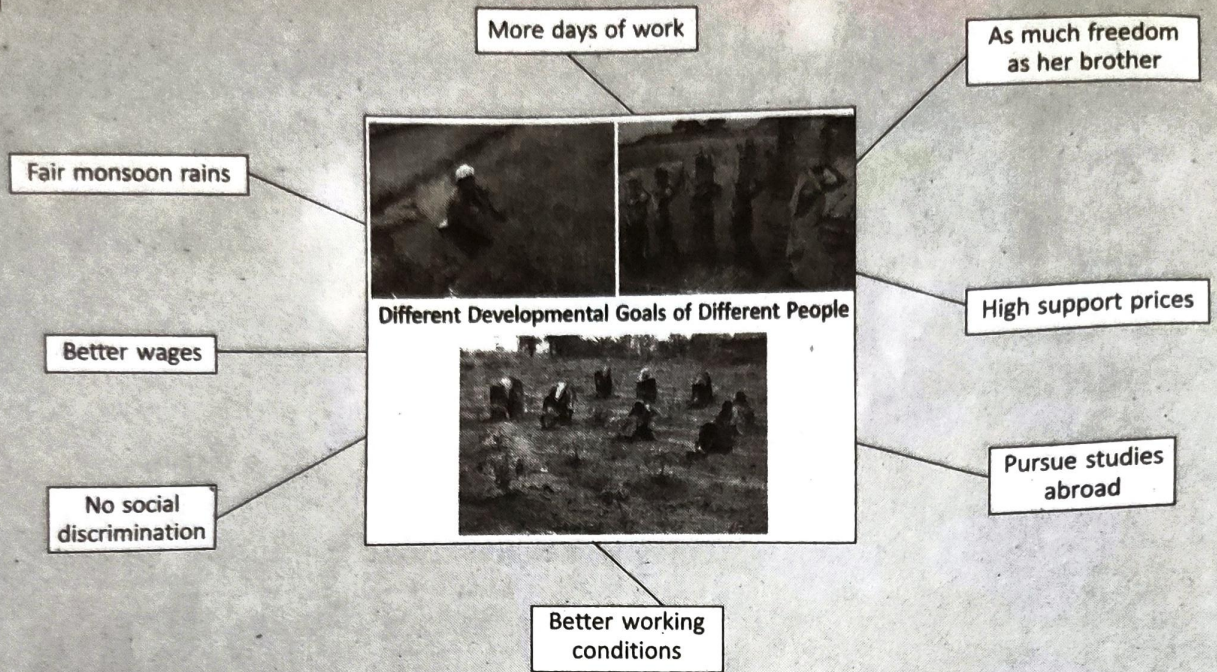 More days of work
As much freedom
as her brother
Fair monsoon rains
Different Developmental Goals of Different People
High support prices
Better wages
Pursue studies
abroad
No social
discrimination
Better working
conditions